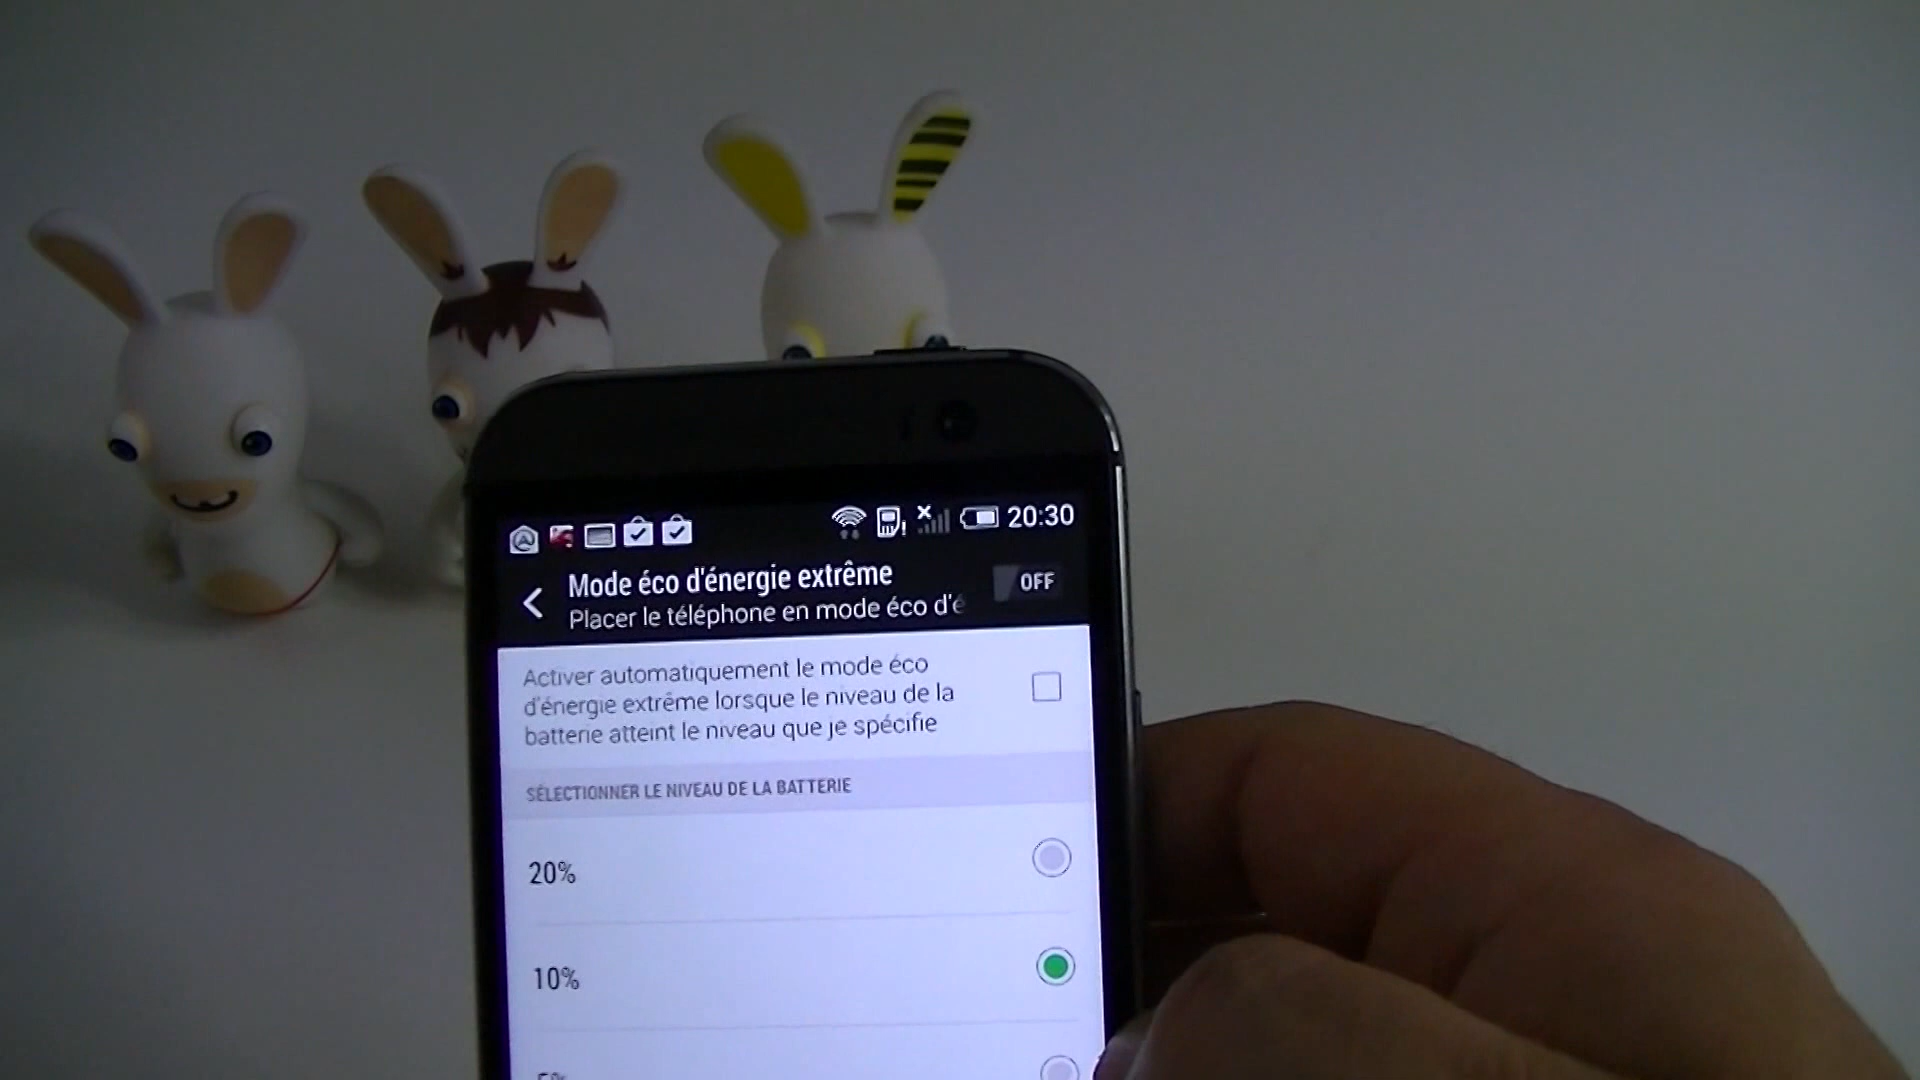 20:30
Mode éco d'énergie extrême
OFF
Placer le téléphone en mode éco d'é
Activer automatiquement le mode éco
d'énergie extrême lorsque le niveau de la
batterie atteint le niveau que je spécifie
SÉLECTIONNER LE NIVEAU DE LA BATTERIE
20%
10%
5%